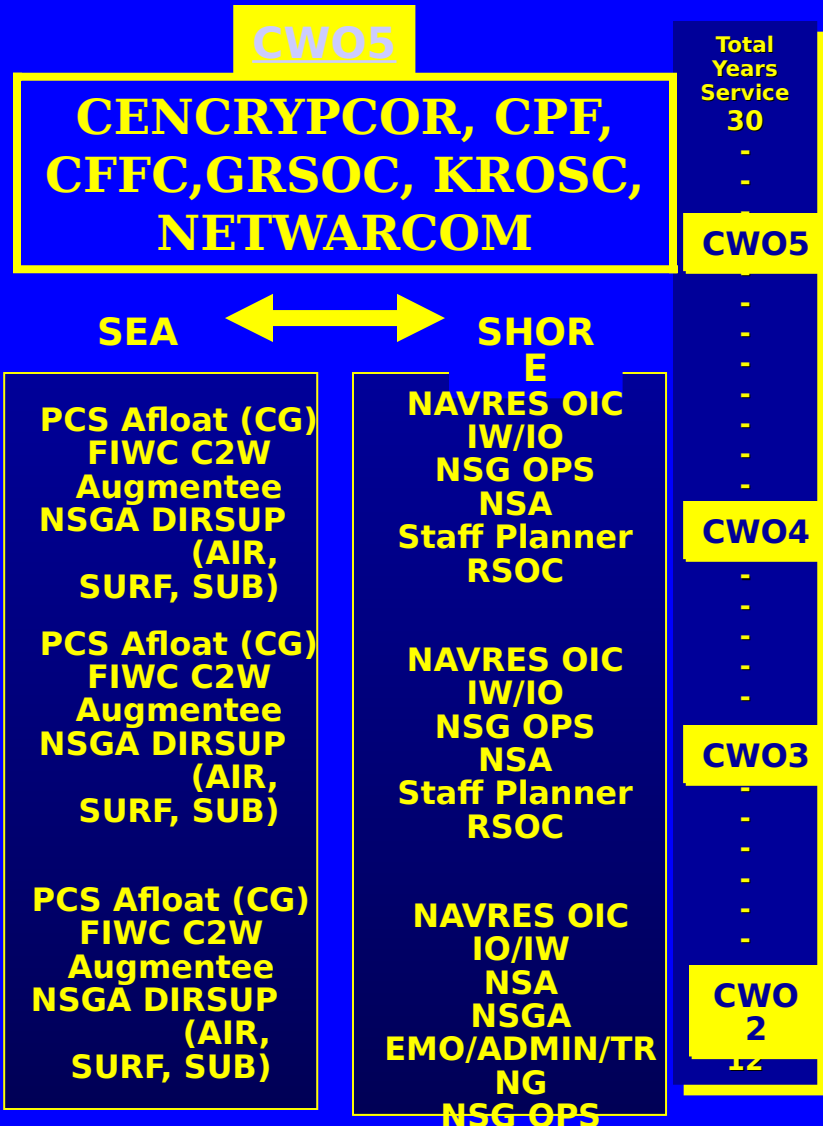 CWO5
CENCRYPCOR, CPF,
CFFC,GRSOC, KROSC,
NETWARCOM
SEA
SHOR
E
PCS Afloat (CG)
FIWC C2W
Augmentee
NSGA DIRSUP
(AIR,
SURF, SUB)
PCS Afloat (CG)
FIWC C2W
Augmentee
NSGA DIRSUP
(AIR,
SURF, SUB)
PCS Afloat (CG)
FIWC C2W
Augmentee
NSGA DIRSUP
(AIR,
SURF, SUB)
NAVRES OIC
IW/IO
NSG OPS
NSA
Staff Planner
RSOC
NAVRES OIC
IW/IO
NSG OPS
NSA
Staff Planner
RSOC
NAVRES OIC
IO/IW
NSA
NSGA
EMO/ADMIN/TR
NG
NSG OPS
Total
Years
Service
30
-
-
-
CWO5
-
-
-
-
-
-
-
-
CWO4
-
-
-
-
-
CWO3
-
-
-
-
-
-
CWO
2
12